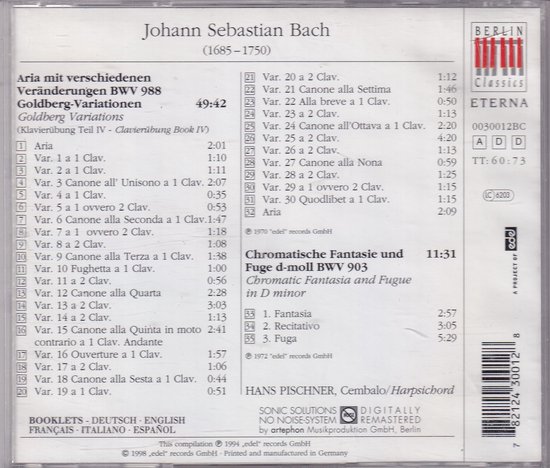 Johann Sebastian Bach
(1685–1750)
Aria mit verschiedenen
Veränderungen BWV 988
Goldberg-Variationen 49:42
Goldberg Variations
(Klavierübung Teil IV - Clavierübung Book IV)
1 Aria 2:01
2 Var. 1 a 1 Clav. 1:10
3 Var. 2 a 1 Clav. 1:11
4 Var. 3 Canone all' Unisono a 1 Clav. 2:07
5 Var. 4 a 1 Clav. 0:35
6 Var. 5 a 1 ovvero 2 Clav. 0:53
7 Var. 6 Canone alla Seconda a 1 Clav. 1:47
8 Var. 7 a 1 ovvero 2 Clav. 1:18
9 Var. 8 a 2 Clav. 1:08
10 Var. 9 Canone alla Terza a 1 Clav. 1:38
11 Var. 10 Fughetta a 1 Clav. 1:00
12 Var. 11 a 2 Clav. 0:56
13 Var. 12 Canone alla Quarta 2:28
14 Var. 13 a 2 Clav. 3:03
15 Var. 14 a 2 Clav. 1:13
16 Var. 15 Canone alla Quinta in moto 2:41
contrario a 1 Clav. Andante
17 Var. 16 Ouverture a 1 Clav. 1:57
18 Var. 17 a 2 Clav. 1:06
19 Var. 18 Canone alla Sesta a 1 Clav. 0:44
20 Var. 19 a 1 Clav. 0:51
BOOKLETS - DEUTSCH - ENGLISH
FRANÇAIS - ITALIANO - ESPAÑOL
21 Var. 20 a 2 Clav. 1:12
22 Var. 21 Canone alla Settima 1:46
23 Var. 22 Alla breve a 1 Clav. 0:50
24 Var. 23 a 2 Clav. 1:13
25 Var. 24 Canone all'Ottava a 1 Clav. 2:20
26 Var. 25 a 2 Clav. 4:20
27 Var. 26 a 2 Clav. 1:13
28 Var. 27 Canone alla Nona 0:59
29 Var. 28 a 2 Clav. 1:25
30 Var. 29 a 1 ovvero 2 Clav. 1:15
31 Var. 30 Quodlibet a 1 Clav. 1:15
32 Aria 2:09
℗ 1970 "edel" records GmbH
Chromatische Fantasie und 11:31
Fuge d-moll BWV 903
Chromatic Fantasia and Fugue
in D minor
33 1. Fantasia 2:57
34 2. Recitativo 3:05
35 3. Fuga 5:29
℗ 1972 "edel" records GmbH
HANS PISCHNER, Cembalo/Harpsichord
SONIC SOLUTIONS DIGITALLY
NO NOISE-SYSTEM REMASTERED
by artephon Musikproduktion GmbH, Berlin
This compilation ℗ 1994 „edel" records GmbH
© 1998 „edel" records GmbH · Printed and manufactured in Germany
BERLIN
Classics
ETERNA
0030012BC
A D D
TT: 60:73
LC 6203
A PROJECT OF edel
7 82124 30012 8